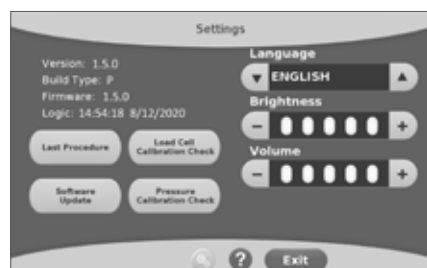 Settings
Version: 1.5.0
Build Type: P
Firmware: 1.5.0
Logic: 14:54:18 8/12/2020
Last Procedure
Load Cell
Calibration Check
Software
Update
Pressure
Calibration Check
Language
ENGLISH
Brightness
− +
Volume
− +
? Exit